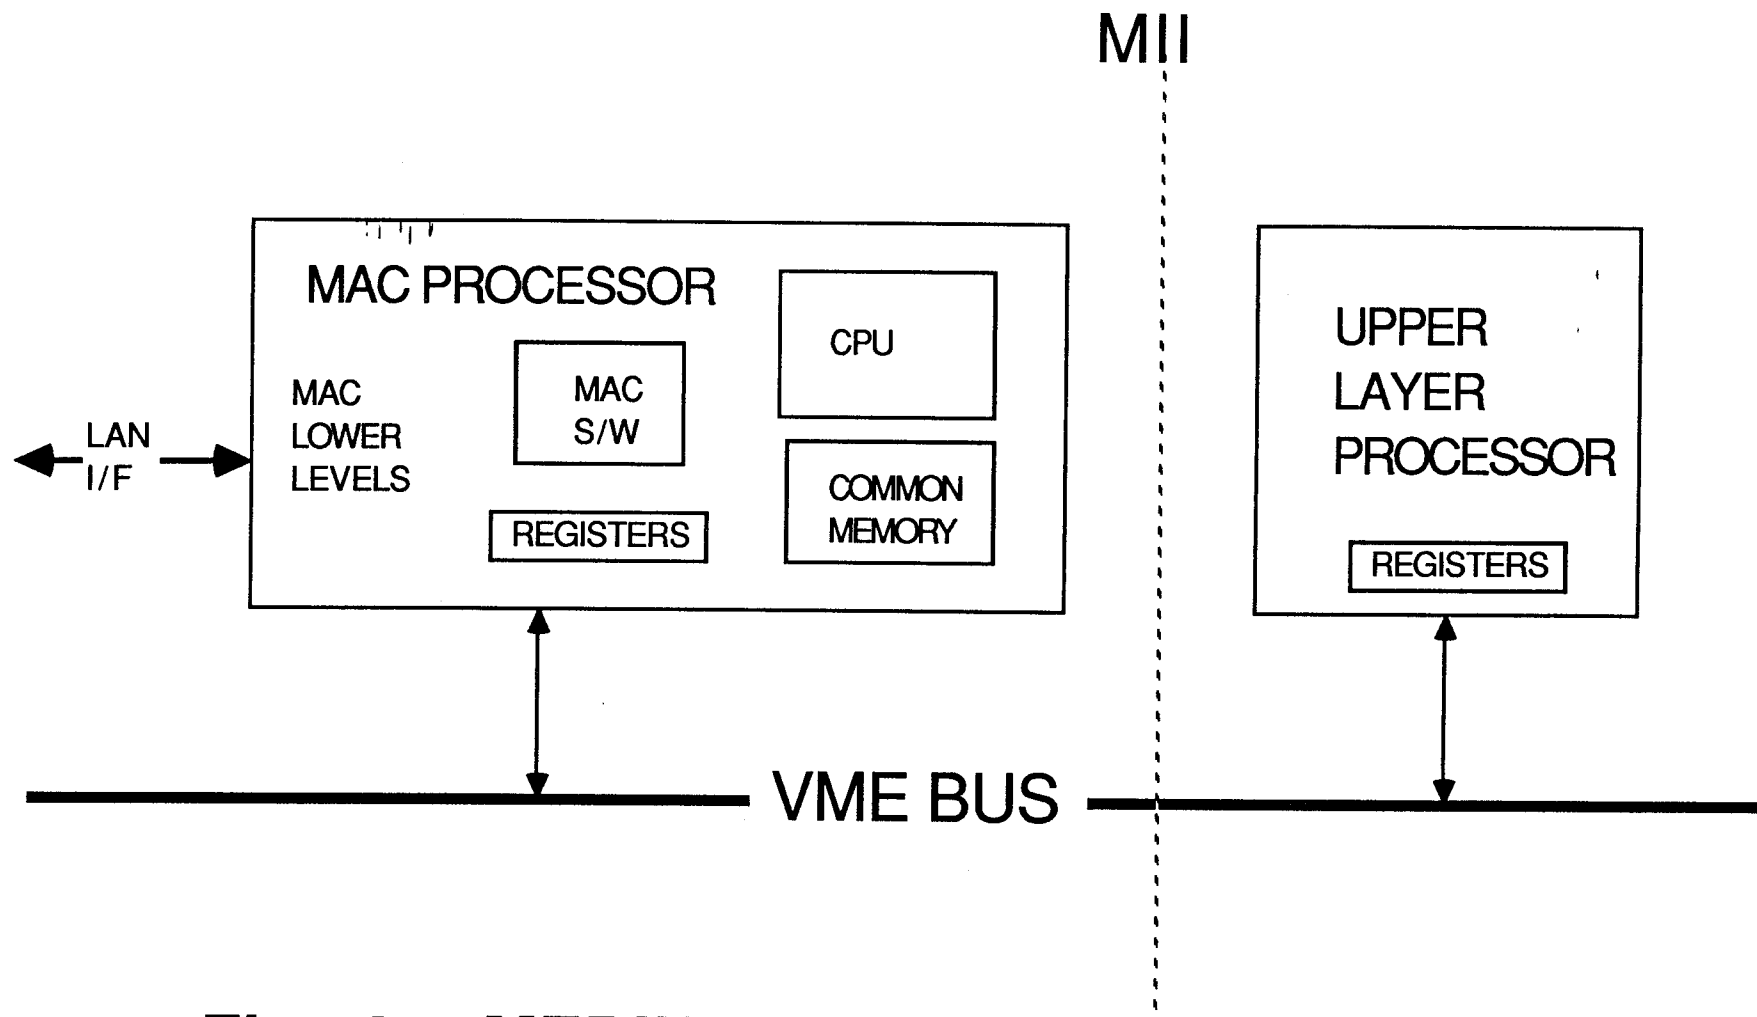 MII
MAC PROCESSOR
CPU
MAC
S/W
MAC
LOWER
LEVELS
LAN
I/F
COMMON
MEMORY
REGISTERS
UPPER
LAYER
PROCESSOR
REGISTERS
VME BUS